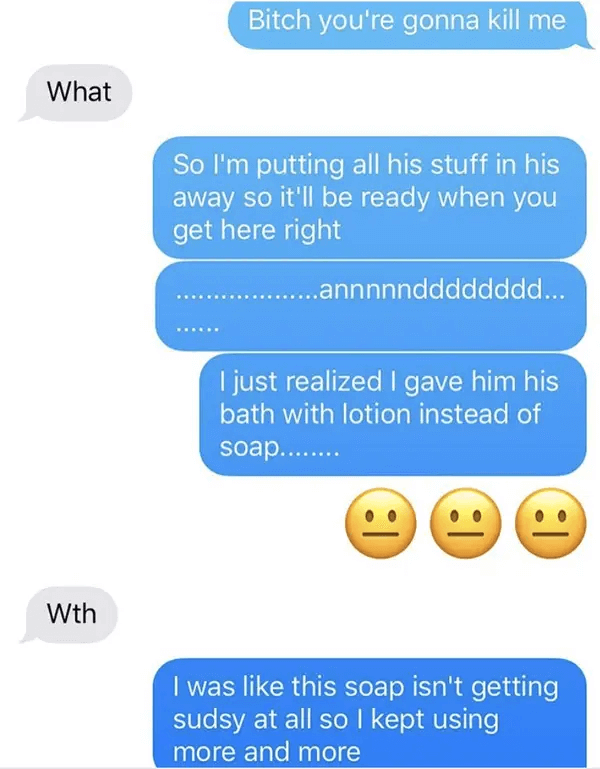 Bitch you're gonna kill me
What
So I'm putting all his stuff in his
away so it'll be ready when you
get here right
...................annnnndddddddd...
......
I just realized I gave him his
bath with lotion instead of
soap........
Wth
I was like this soap isn't getting
sudsy at all so I kept using
more and more